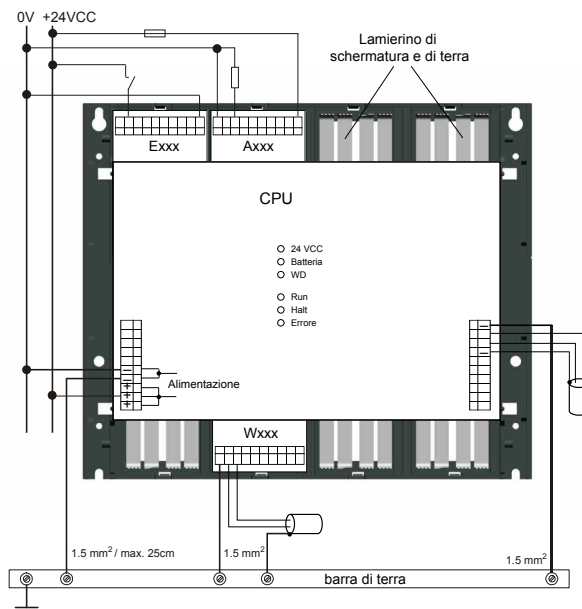 0V +24VCC
Lamierino di
schermatura e di terra
Exxx
Axxx
CPU
24 VCC
Batteria
WD
Run
Halt
Errore
–
–
–
–
+
+
Alimentazione
Wxxx
1.5 mm² / max. 25cm
1.5 mm²
1.5 mm²
barra di terra